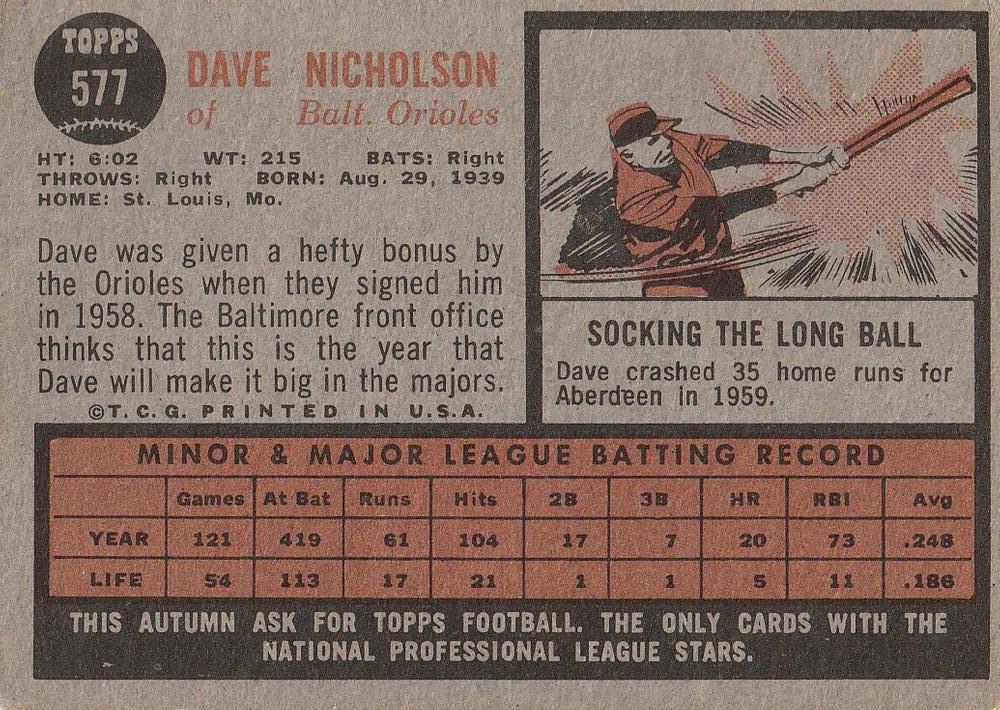 TOPPS
577
DAVE NICHOLSON
of Balt. Orioles
HT: 6:02 WT: 215 BATS: Right
THROWS: Right BORN: Aug. 29, 1939
HOME: St. Louis, Mo.
Dave was given a hefty bonus by
the Orioles when they signed him
in 1958. The Baltimore front office
thinks that this is the year that
Dave will make it big in the majors.
©T.C.G. PRINTED IN U.S.A.
SOCKING THE LONG BALL
Dave crashed 35 home runs for
Aberdeen in 1959.
MINOR & MAJOR LEAGUE BATTING RECORD
Games At Bat Runs Hits 2B 3B HR RBI Avg
YEAR 121 419 61 104 17 7 20 73 .248
LIFE 54 113 17 21 1 1 5 11 .186
THIS AUTUMN ASK FOR TOPPS FOOTBALL. THE ONLY CARDS WITH THE
NATIONAL PROFESSIONAL LEAGUE STARS.